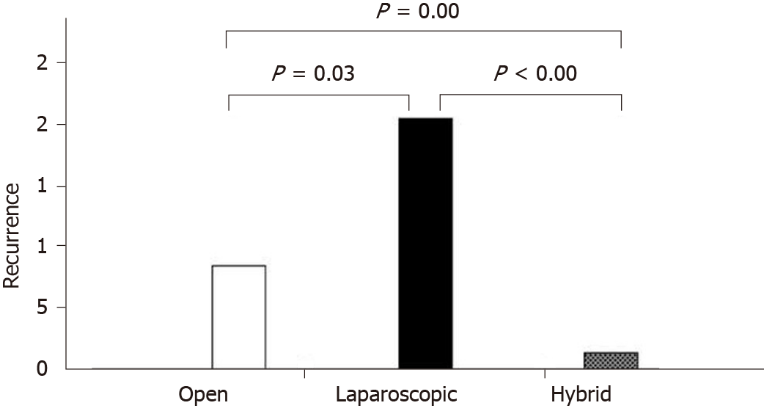 P = 0.00
P = 0.03
P < 0.00
2
2
1
1
5
0
Recurrence
Open
Laparoscopic
Hybrid